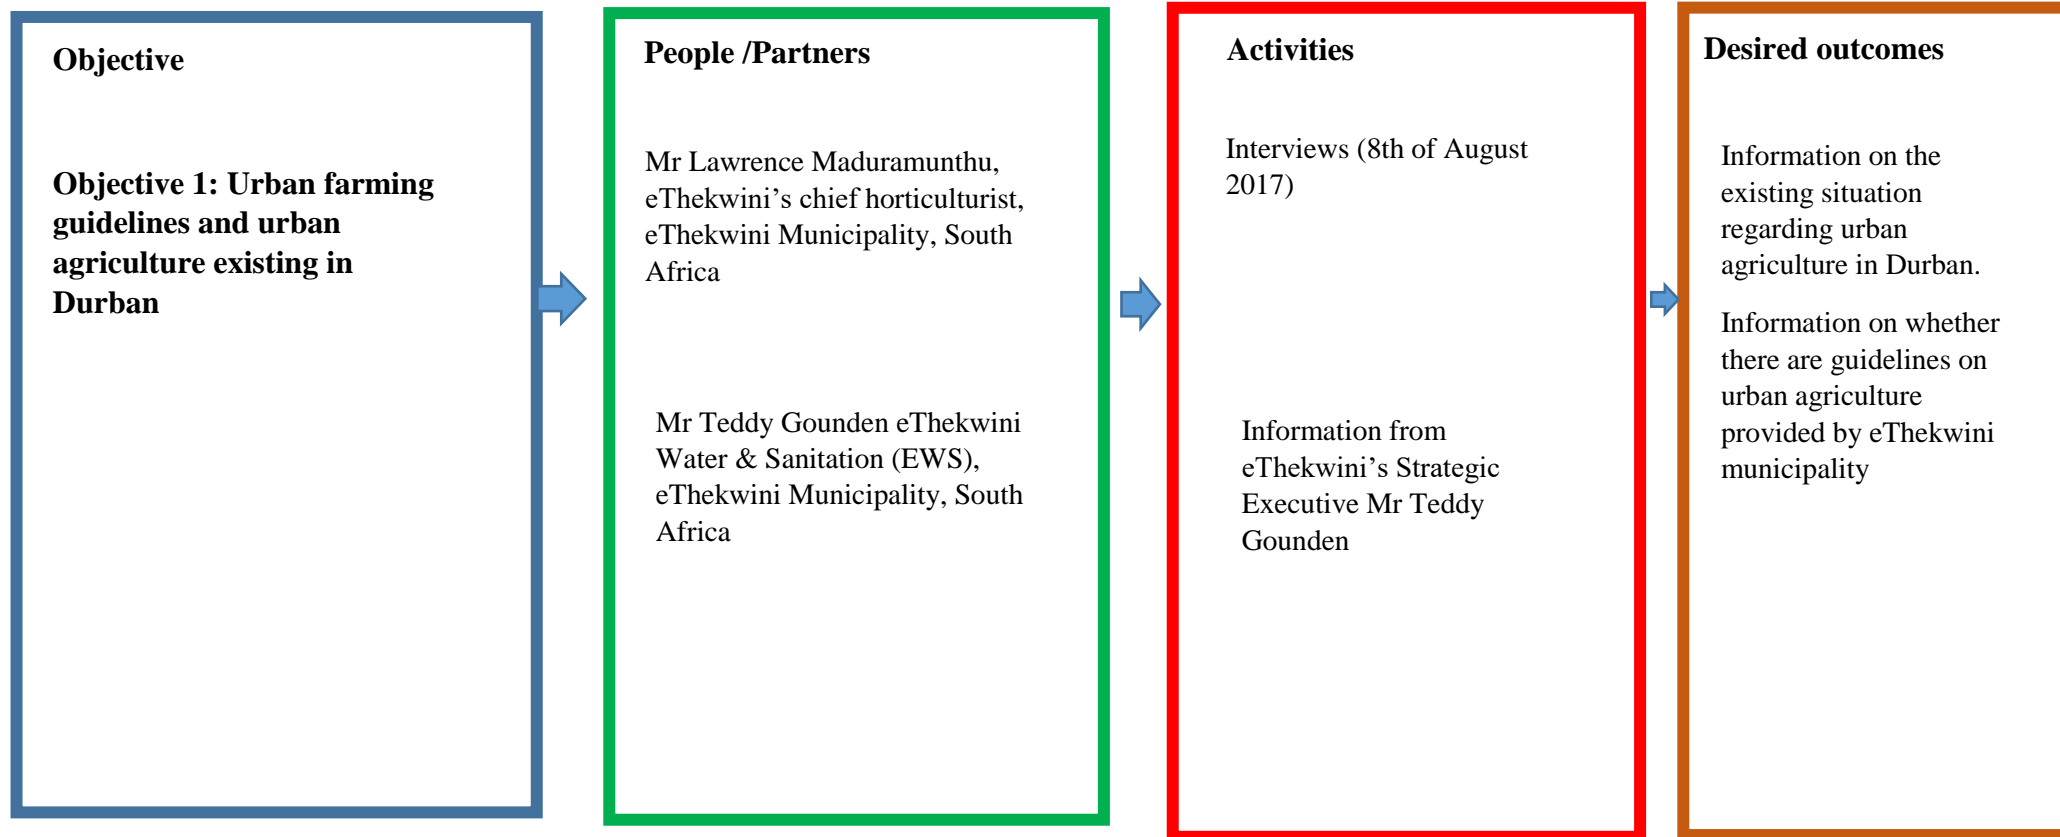 Objective
Objective 1: Urban farming
guidelines and urban
agriculture existing in
Durban
People /Partners
Mr Lawrence Maduramunthu,
eThekwini’s chief horticulturist,
eThekwini Municipality, South
Africa
Mr Teddy Gounden eThekwini
Water & Sanitation (EWS),
eThekwini Municipality, South
Africa
Activities
Interviews (8th of August
2017)
Information from
eThekwini’s Strategic
Executive Mr Teddy
Gounden
Desired outcomes
Information on the
existing situation
regarding urban
agriculture in Durban.
Information on whether
there are guidelines on
urban agriculture
provided by eThekwini
municipality